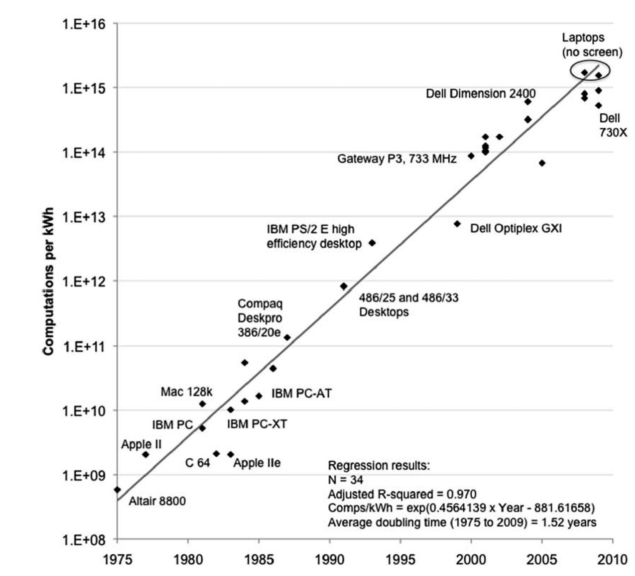 1.E+16
1.E+15
1.E+14
1.E+13
1.E+12
1.E+11
1.E+10
1.E+09
1.E+08
Computations per kWh
Laptops
(no screen)
Dell Dimension 2400
Dell
730X
Gateway P3, 733 MHz
IBM PS/2 E high
efficiency desktop
Dell Optiplex GXI
486/25 and 486/33
Desktops
Compaq
Deskpro
386/20e
Mac 128k
IBM PC-AT
IBM PC
IBM PC-XT
Apple II
C 64
Apple IIe
Altair 8800
Regression results:
N = 34
Adjusted R-squared = 0.970
Comps/kWh = exp(0.4564139 x Year - 881.61658)
Average doubling time (1975 to 2009) = 1.52 years
1975 1980 1985 1990 1995 2000 2005 2010